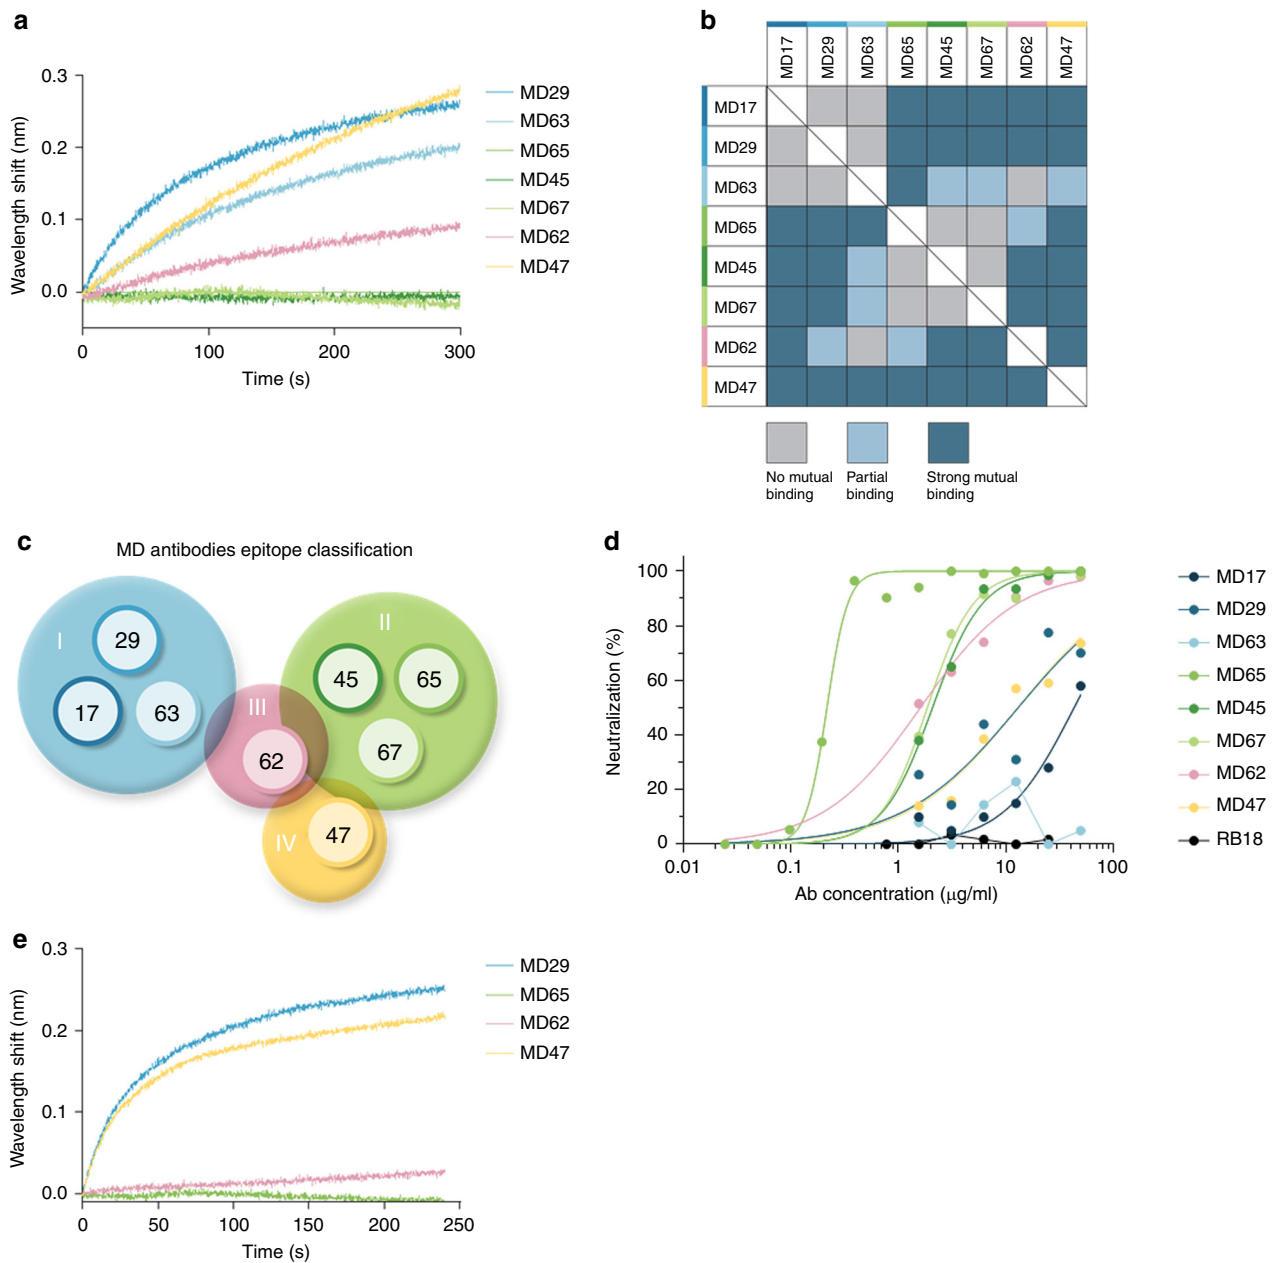 a
0.3
0.2
0.1
0.0
Wavelength shift (nm)
0 100 200 300
Time (s)
MD29
MD63
MD65
MD45
MD67
MD62
MD47
b
MD17 MD29 MD63 MD65 MD45 MD67 MD62 MD47
MD17
MD29
MD63
MD65
MD45
MD67
MD62
MD47
No mutual binding
Partial binding
Strong mutual binding
c
MD antibodies epitope classification
I
29
17
63
II
45
65
67
III
62
IV
47
d
100
80
60
40
20
0
Neutralization (%)
0.01 0.1 1 10 100
Ab concentration (μg/ml)
MD17
MD29
MD63
MD65
MD45
MD67
MD62
MD47
RB18
e
0.3
0.2
0.1
0.0
Wavelength shift (nm)
0 50 100 150 200 250
Time (s)
MD29
MD65
MD62
MD47